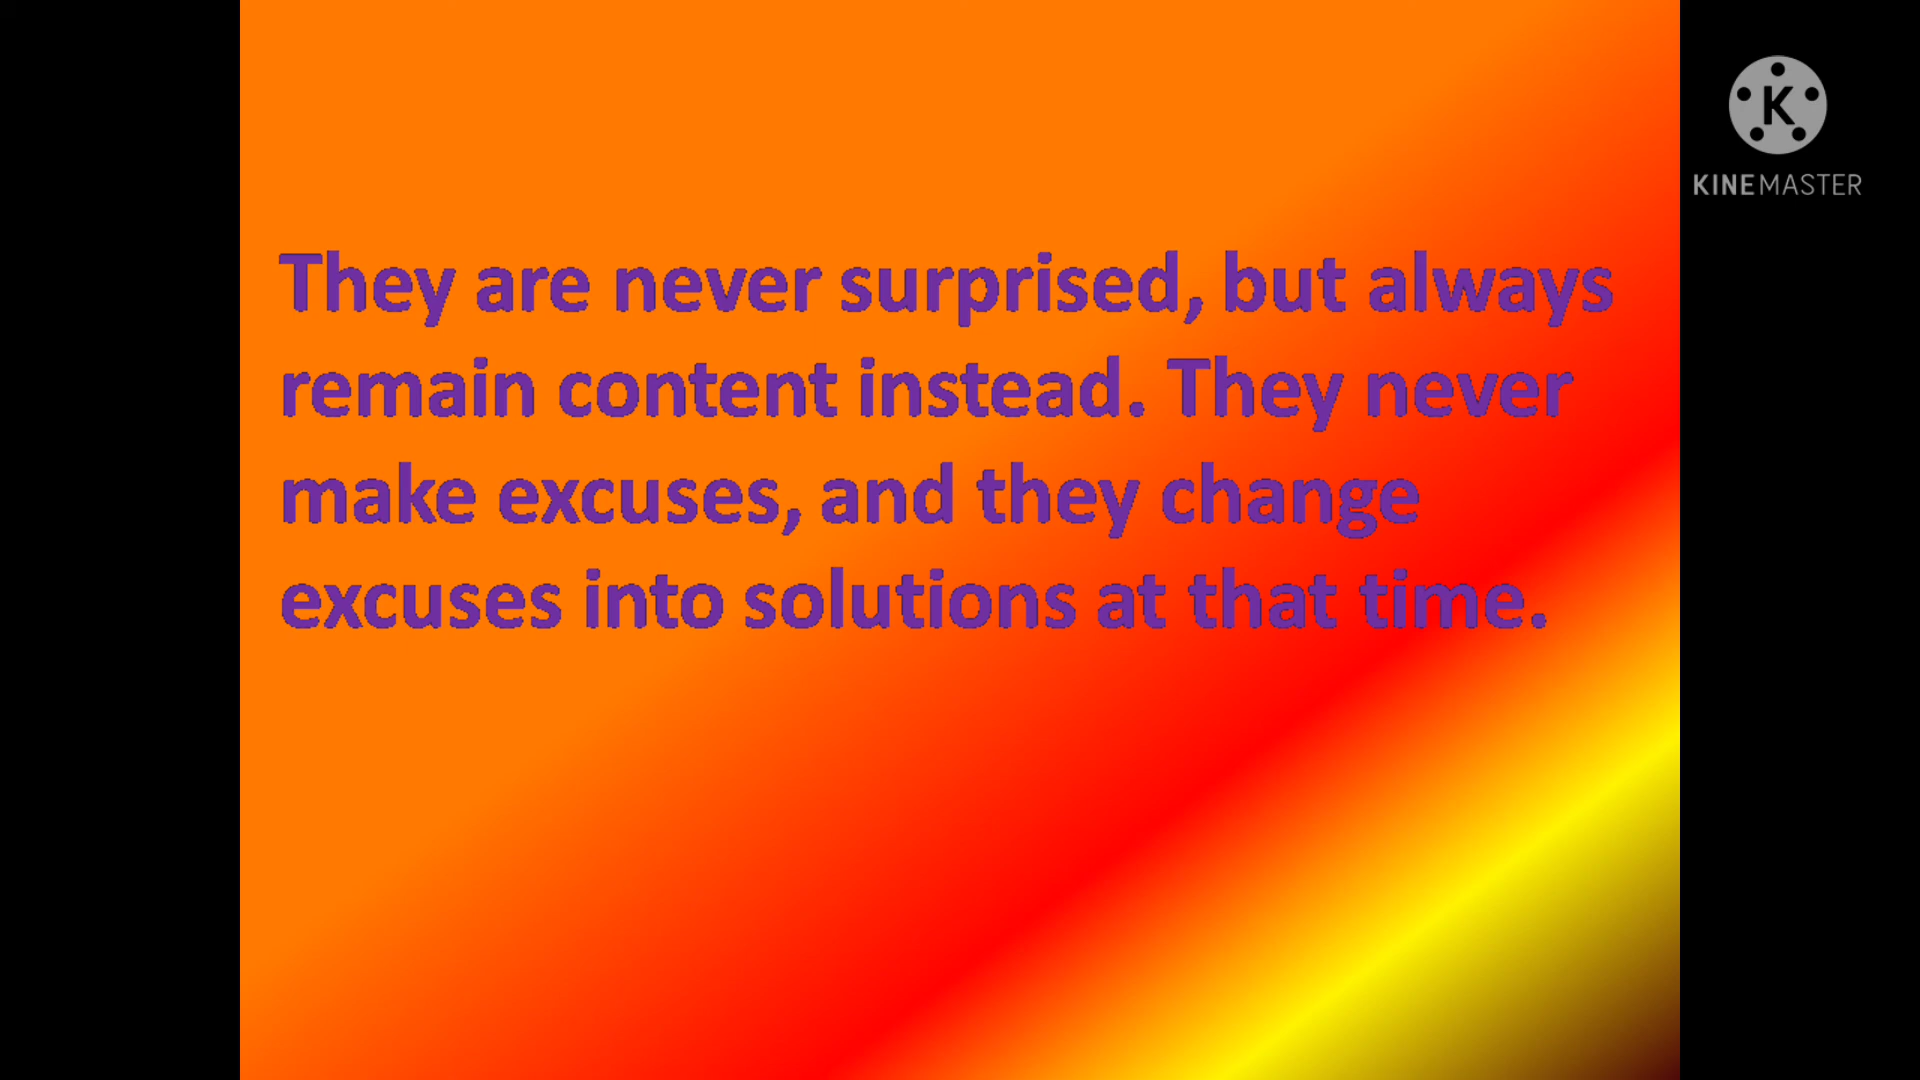 They are never surprised, but always
remain content instead. They never
make excuses, and they change
excuses into solutions at that time.
K
KINEMASTER